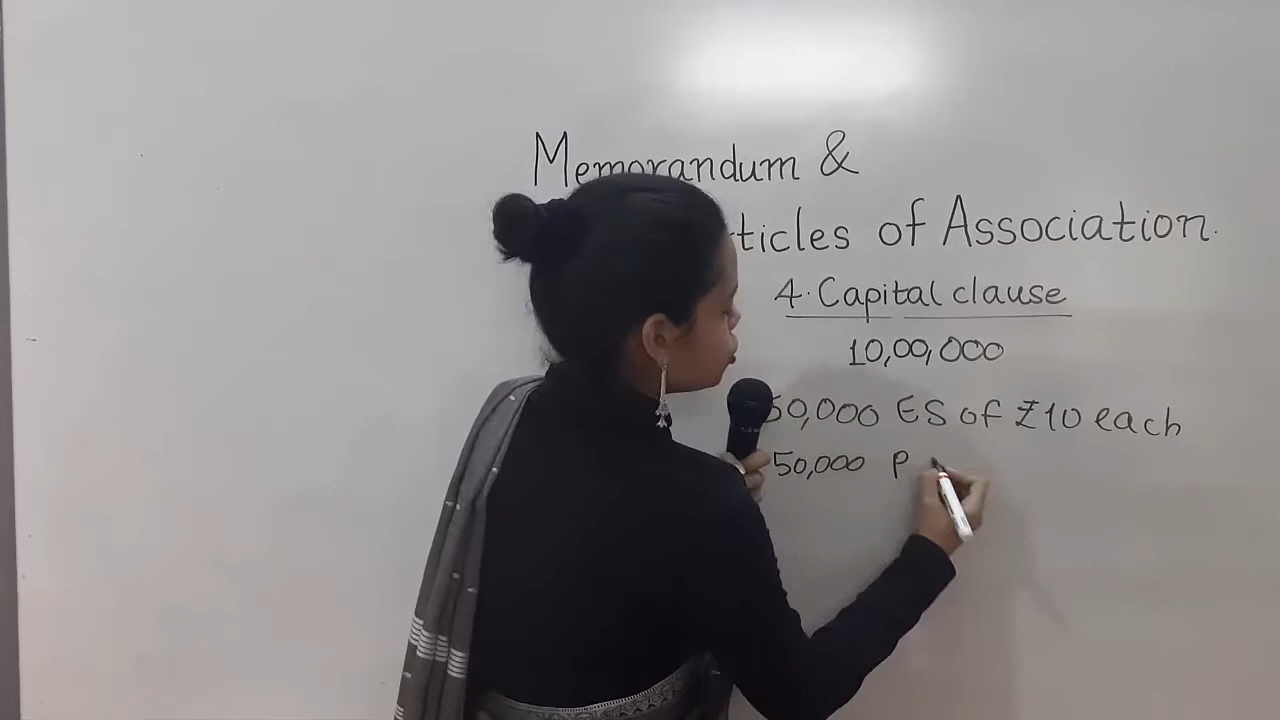 Memorandum &
ticles of Association.
4. Capital clause
10,00,000
50,000 ES of ₹10 each
50,000 P